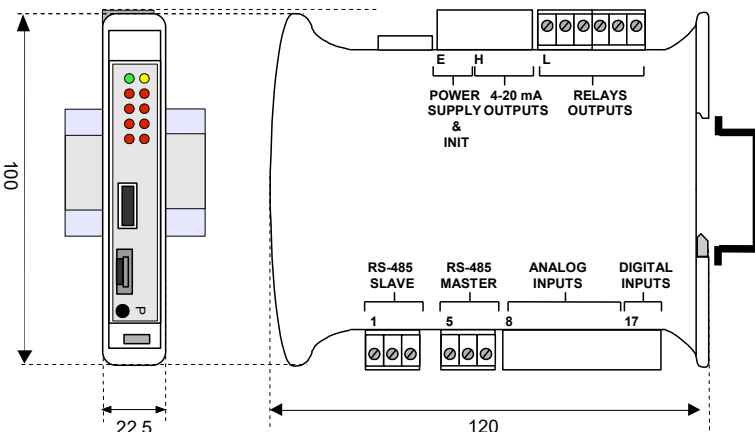 E H L
POWER
SUPPLY
&
INIT
4-20 mA
OUTPUTS
RELAYS
OUTPUTS
100
P
RS-485
SLAVE
RS-485
MASTER
ANALOG
INPUTS
DIGITAL
INPUTS
1 5 8 17
22.5
120